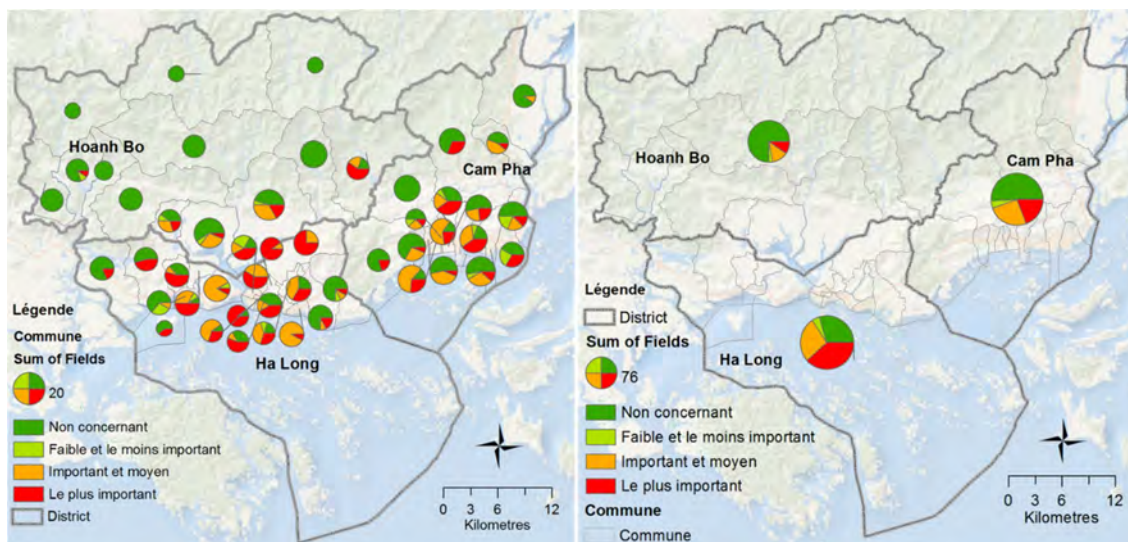 Hoanh Bo
Cam Pha
Ha Long
Légende
Commune
Sum of Fields
20
Non concernant
Faible et le moins important
Important et moyen
Le plus important
District
0 3 6 12
Kilometres
Hoanh Bo
Cam Pha
Ha Long
Légende
District
Sum of Fields
76
Non concernant
Faible et le moins important
Important et moyen
Le plus important
Commune
Commune
0 3 6 12
Kilometres